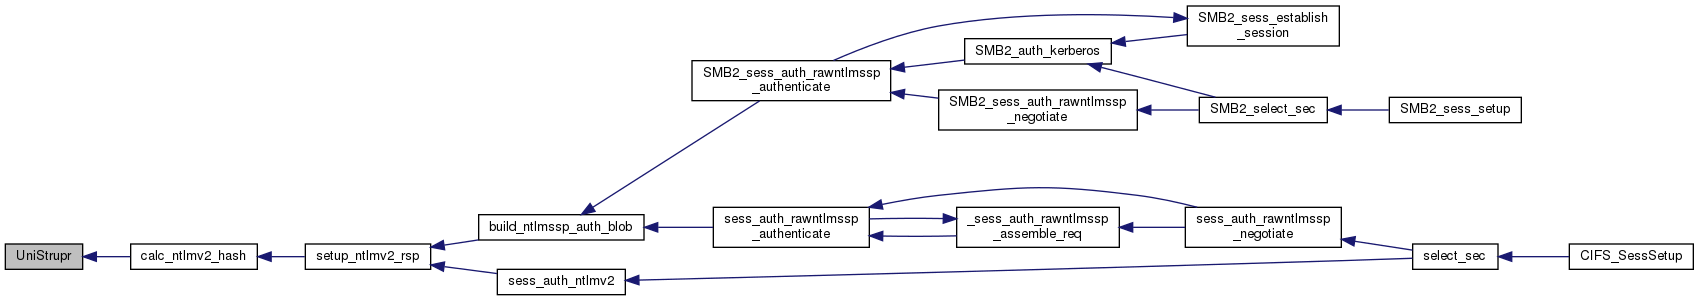 SMB2_sess_establish
_session
SMB2_auth_kerberos
SMB2_sess_auth_rawntlmssp
_authenticate
SMB2_sess_auth_rawntlmssp
_negotiate
SMB2_select_sec
SMB2_sess_setup
build_ntlmssp_auth_blob
sess_auth_rawntlmssp
_authenticate
_sess_auth_rawntlmssp
_assemble_req
sess_auth_rawntlmssp
_negotiate
UniStrupr
calc_ntlmv2_hash
setup_ntlmv2_rsp
sess_auth_ntlmv2
select_sec
CIFS_SessSetup